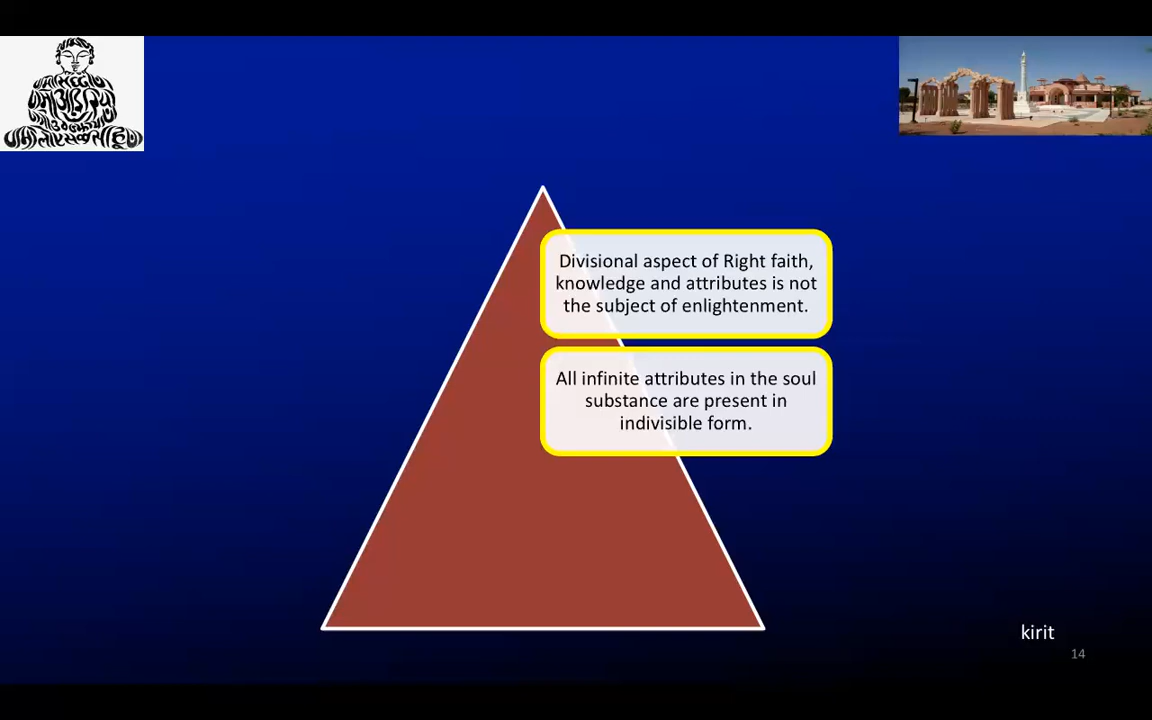 Divisional aspect of Right faith,
knowledge and attributes is not
the subject of enlightenment.
All infinite attributes in the soul
substance are present in
indivisible form.
kirit
14